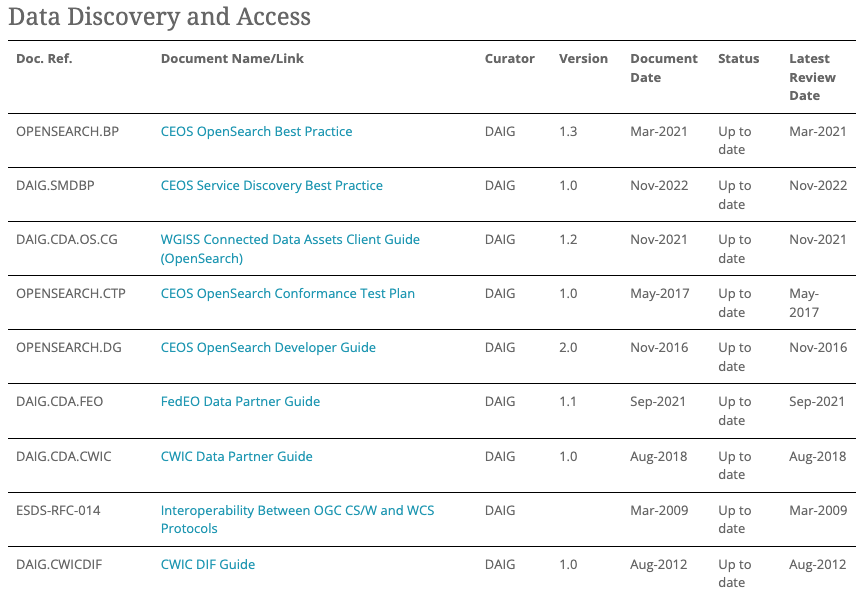 Data Discovery and Access
Doc. Ref. Document Name/Link Curator Version Document Date Status Latest Review Date
OPENSEARCH.BP CEOS OpenSearch Best Practice DAIG 1.3 Mar-2021 Up to date Mar-2021
DAIG.SMDBP CEOS Service Discovery Best Practice DAIG 1.0 Nov-2022 Up to date Nov-2022
DAIG.CDA.OS.CG WGISS Connected Data Assets Client Guide (OpenSearch) DAIG 1.2 Nov-2021 Up to date Nov-2021
OPENSEARCH.CTP CEOS OpenSearch Conformance Test Plan DAIG 1.0 May-2017 Up to date May-2017
OPENSEARCH.DG CEOS OpenSearch Developer Guide DAIG 2.0 Nov-2016 Up to date Nov-2016
DAIG.CDA.FEO FedEO Data Partner Guide DAIG 1.1 Sep-2021 Up to date Sep-2021
DAIG.CDA.CWIC CWIC Data Partner Guide DAIG 1.0 Aug-2018 Up to date Aug-2018
ESDS-RFC-014 Interoperability Between OGC CS/W and WCS Protocols DAIG Mar-2009 Up to date Mar-2009
DAIG.CWICDIF CWIC DIF Guide DAIG 1.0 Aug-2012 Up to date Aug-2012